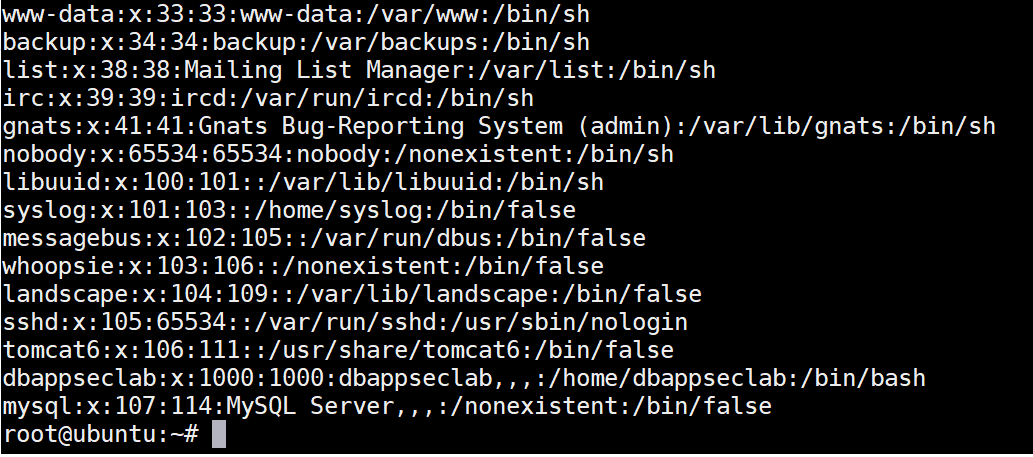 www-data:x:33:33:www-data:/var/www:/bin/sh
backup:x:34:34:backup:/var/backups:/bin/sh
list:x:38:38:Mailing List Manager:/var/list:/bin/sh
irc:x:39:39:ircd:/var/run/ircd:/bin/sh
gnats:x:41:41:Gnats Bug-Reporting System (admin):/var/lib/gnats:/bin/sh
nobody:x:65534:65534:nobody:/nonexistent:/bin/sh
libuuid:x:100:101::/var/lib/libuuid:/bin/sh
syslog:x:101:103::/home/syslog:/bin/false
messagebus:x:102:105::/var/run/dbus:/bin/false
whoopsie:x:103:106::/nonexistent:/bin/false
landscape:x:104:109::/var/lib/landscape:/bin/false
sshd:x:105:65534::/var/run/sshd:/usr/sbin/nologin
tomcat6:x:106:111::/usr/share/tomcat6:/bin/false
dbappseclab:x:1000:1000:dbappseclab,,,:/home/dbappseclab:/bin/bash
mysql:x:107:114:MySQL Server,,,:/nonexistent:/bin/false
root@ubuntu:~#